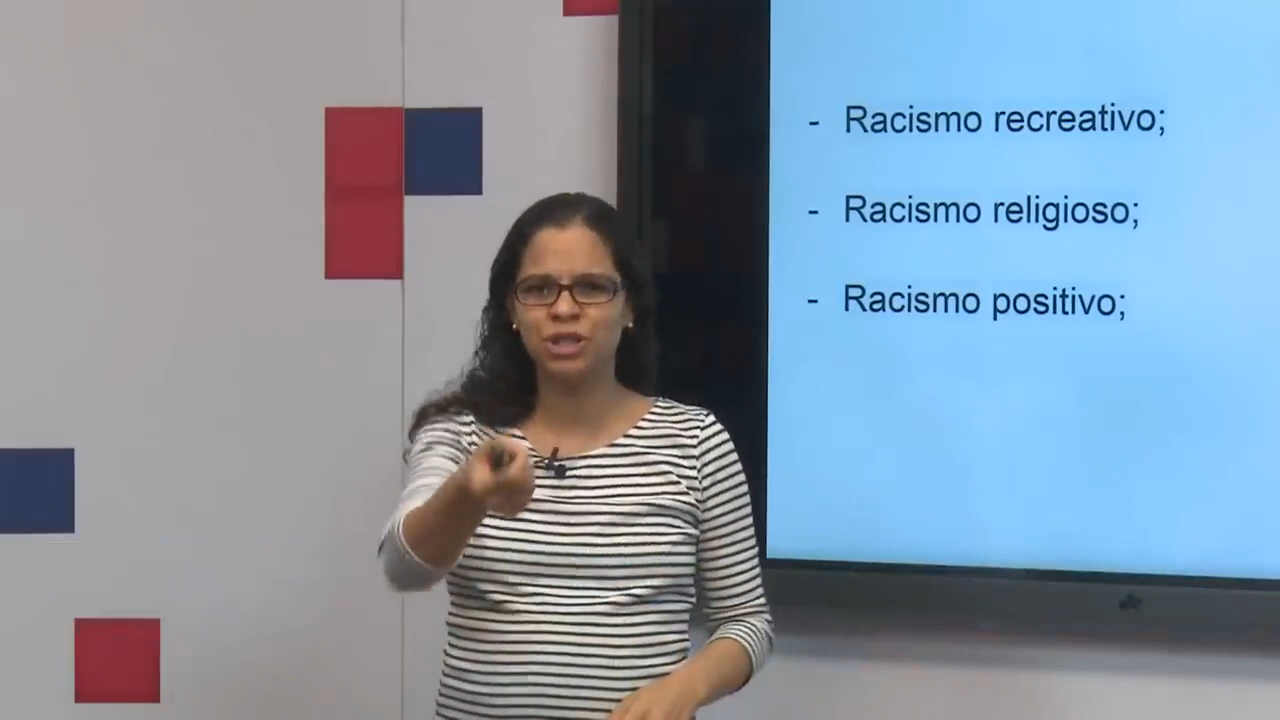 - Racismo recreativo;
- Racismo religioso;
- Racismo positivo;